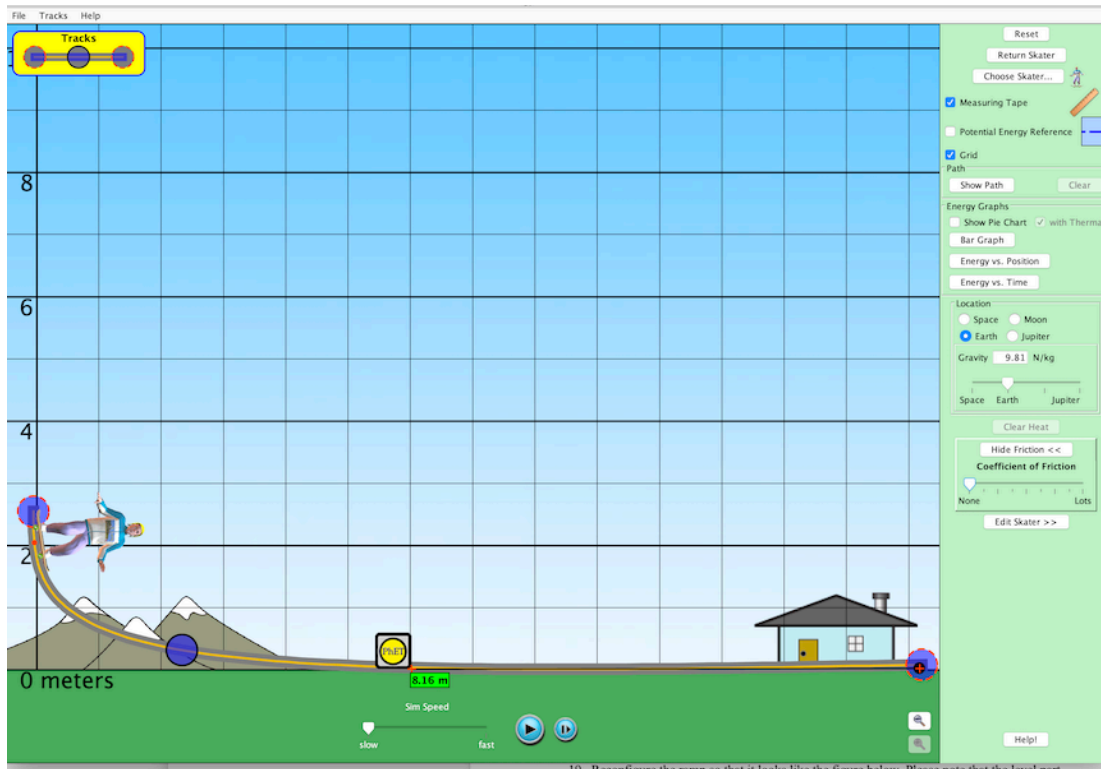 File Tracks Help
Tracks
Reset
Return Skater
Choose Skater...
Measuring Tape
Potential Energy Reference
Grid
Path
Show Path Clear
Energy Graphs
Show Pie Chart with Therma
Bar Graph
Energy vs. Position
Energy vs. Time
Location
Space Moon
Earth Jupiter
Gravity 9.81 N/kg
Space Earth Jupiter
Clear Heat
Hide Friction <<
Coefficient of Friction
None Lots
Edit Skater >>
Help!
8
6
4
2
0 meters
PhET
8.16 m
Sim Speed
slow fast